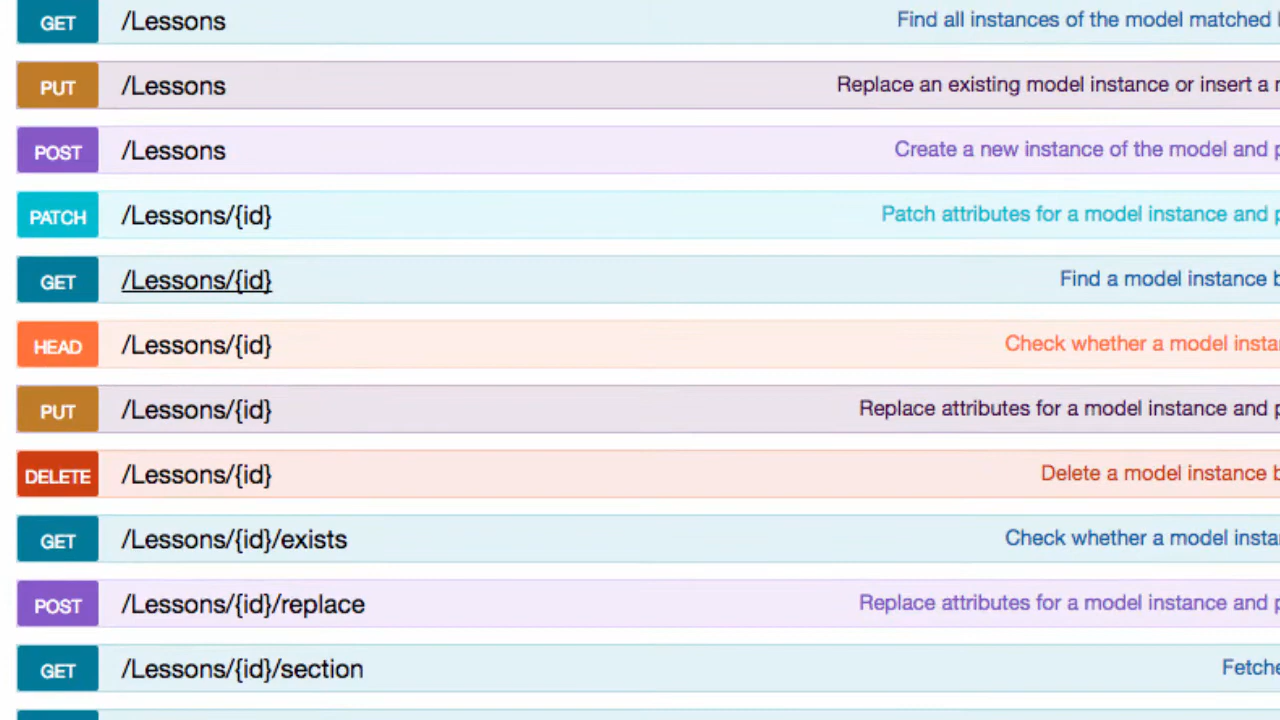 GET /Lessons Find all instances of the model matched
PUT /Lessons Replace an existing model instance or insert a
POST /Lessons Create a new instance of the model and
PATCH /Lessons/{id} Patch attributes for a model instance and
GET /Lessons/{id} Find a model instance
HEAD /Lessons/{id} Check whether a model
PUT /Lessons/{id} Replace attributes for a model instance and
DELETE /Lessons/{id} Delete a model instance
GET /Lessons/{id}/exists Check whether a model
POST /Lessons/{id}/replace Replace attributes for a model instance and
GET /Lessons/{id}/section